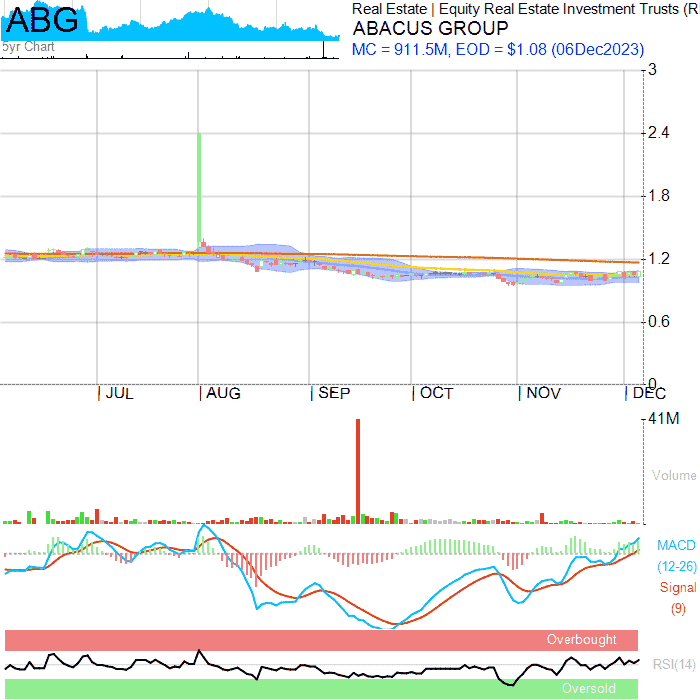 ABG
5yr Chart
Real Estate | Equity Real Estate Investment Trusts (R
ABACUS GROUP
MC = 911.5M, EOD = $1.08 (06Dec2023)
3
2.4
1.8
1.2
0.6
0
JUL AUG SEP OCT NOV DEC
41M
Volume
MACD
(12-26)
Signal
(9)
Overbought
RSI(14)
Oversold